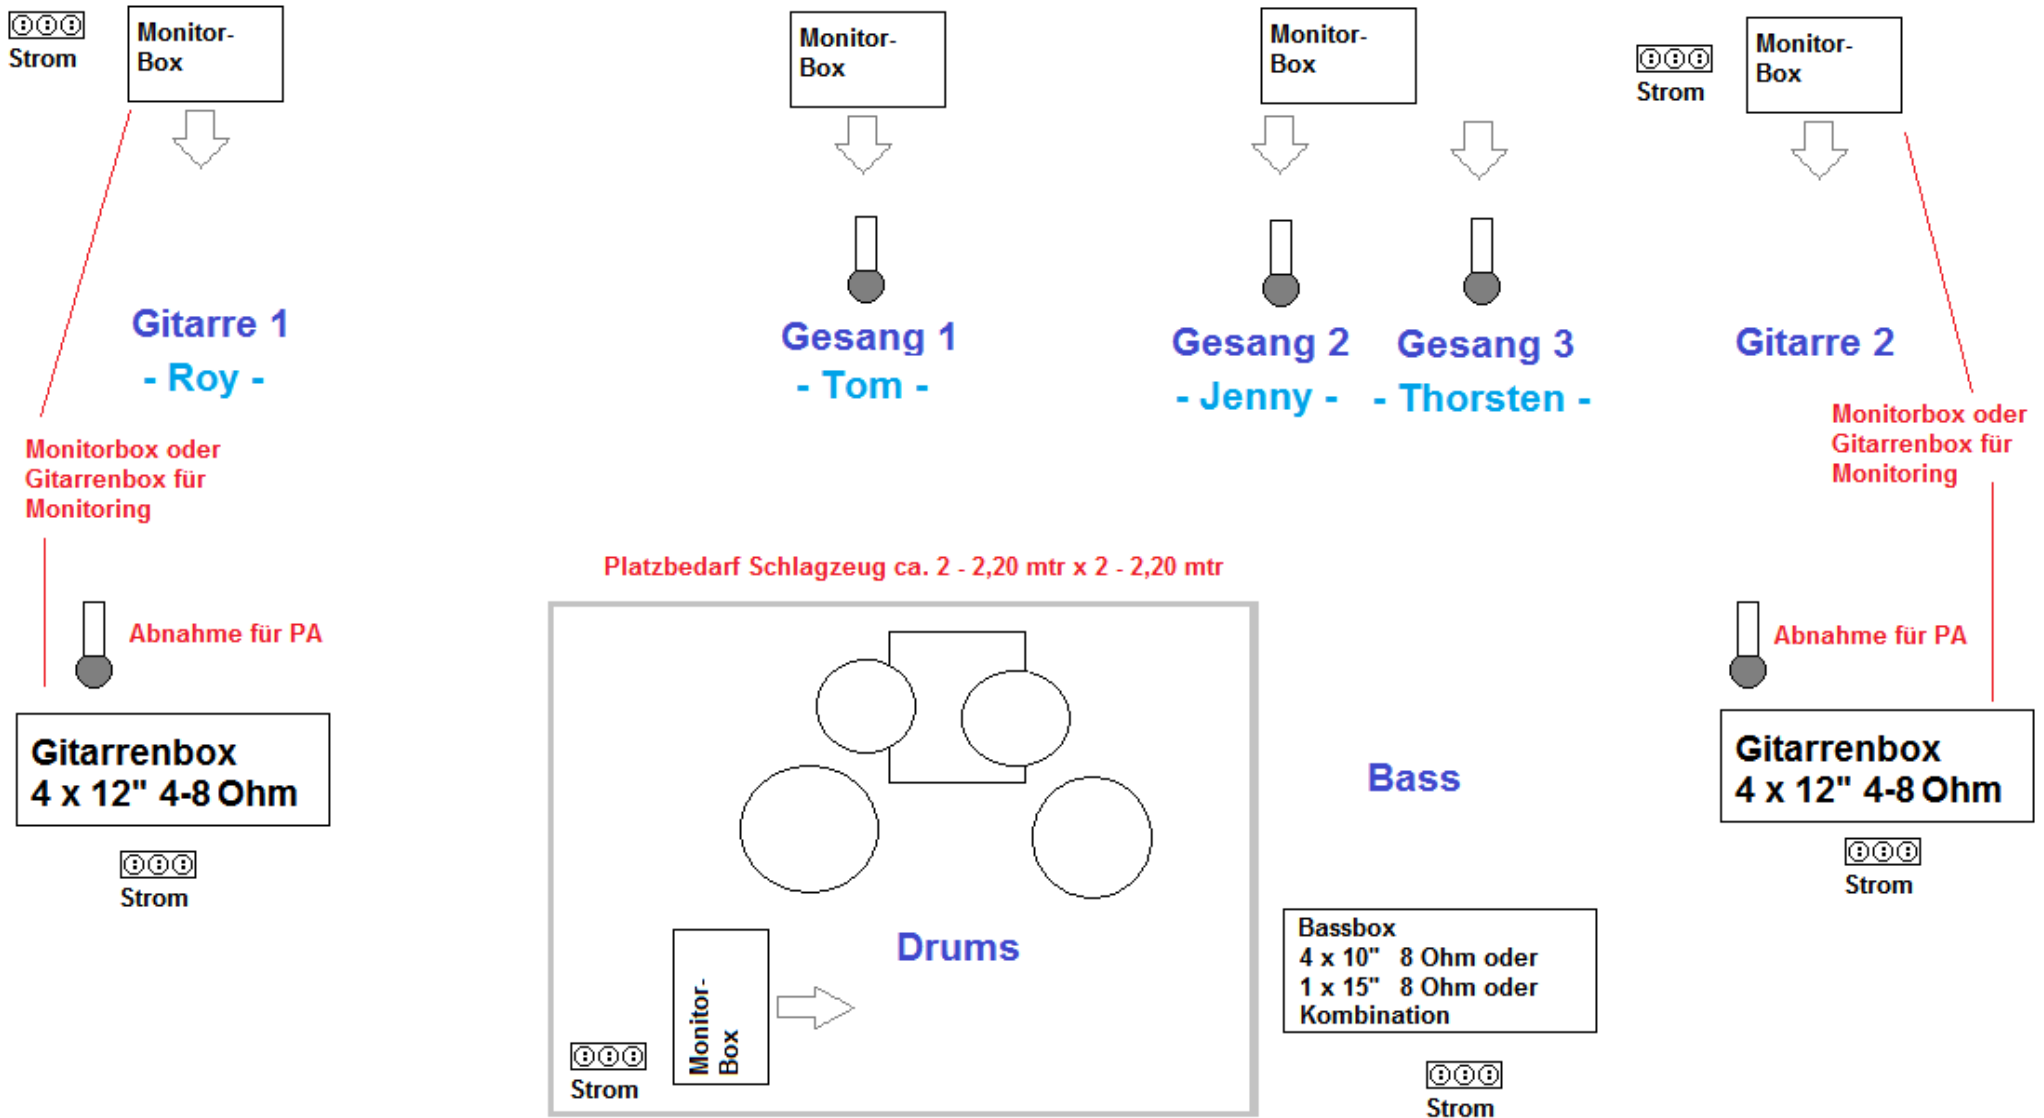 Strom
Monitor-
Box
Monitor-
Box
Monitor-
Box
Strom
Monitor-
Box
Gitarre 1
- Roy -
Gesang 1
- Tom -
Gesang 2
- Jenny -
Gesang 3
- Thorsten -
Gitarre 2
Monitorbox oder
Gitarrenbox für
Monitoring
Monitorbox oder
Gitarrenbox für
Monitoring
Platzbedarf Schlagzeug ca. 2 - 2,20 mtr x 2 - 2,20 mtr
Abnahme für PA
Abnahme für PA
Gitarrenbox
4 x 12" 4-8 Ohm
Strom
Bass
Gitarrenbox
4 x 12" 4-8 Ohm
Strom
Drums
Monitor-
Box
Strom
Bassbox
4 x 10" 8 Ohm oder
1 x 15" 8 Ohm oder
Kombination
Strom